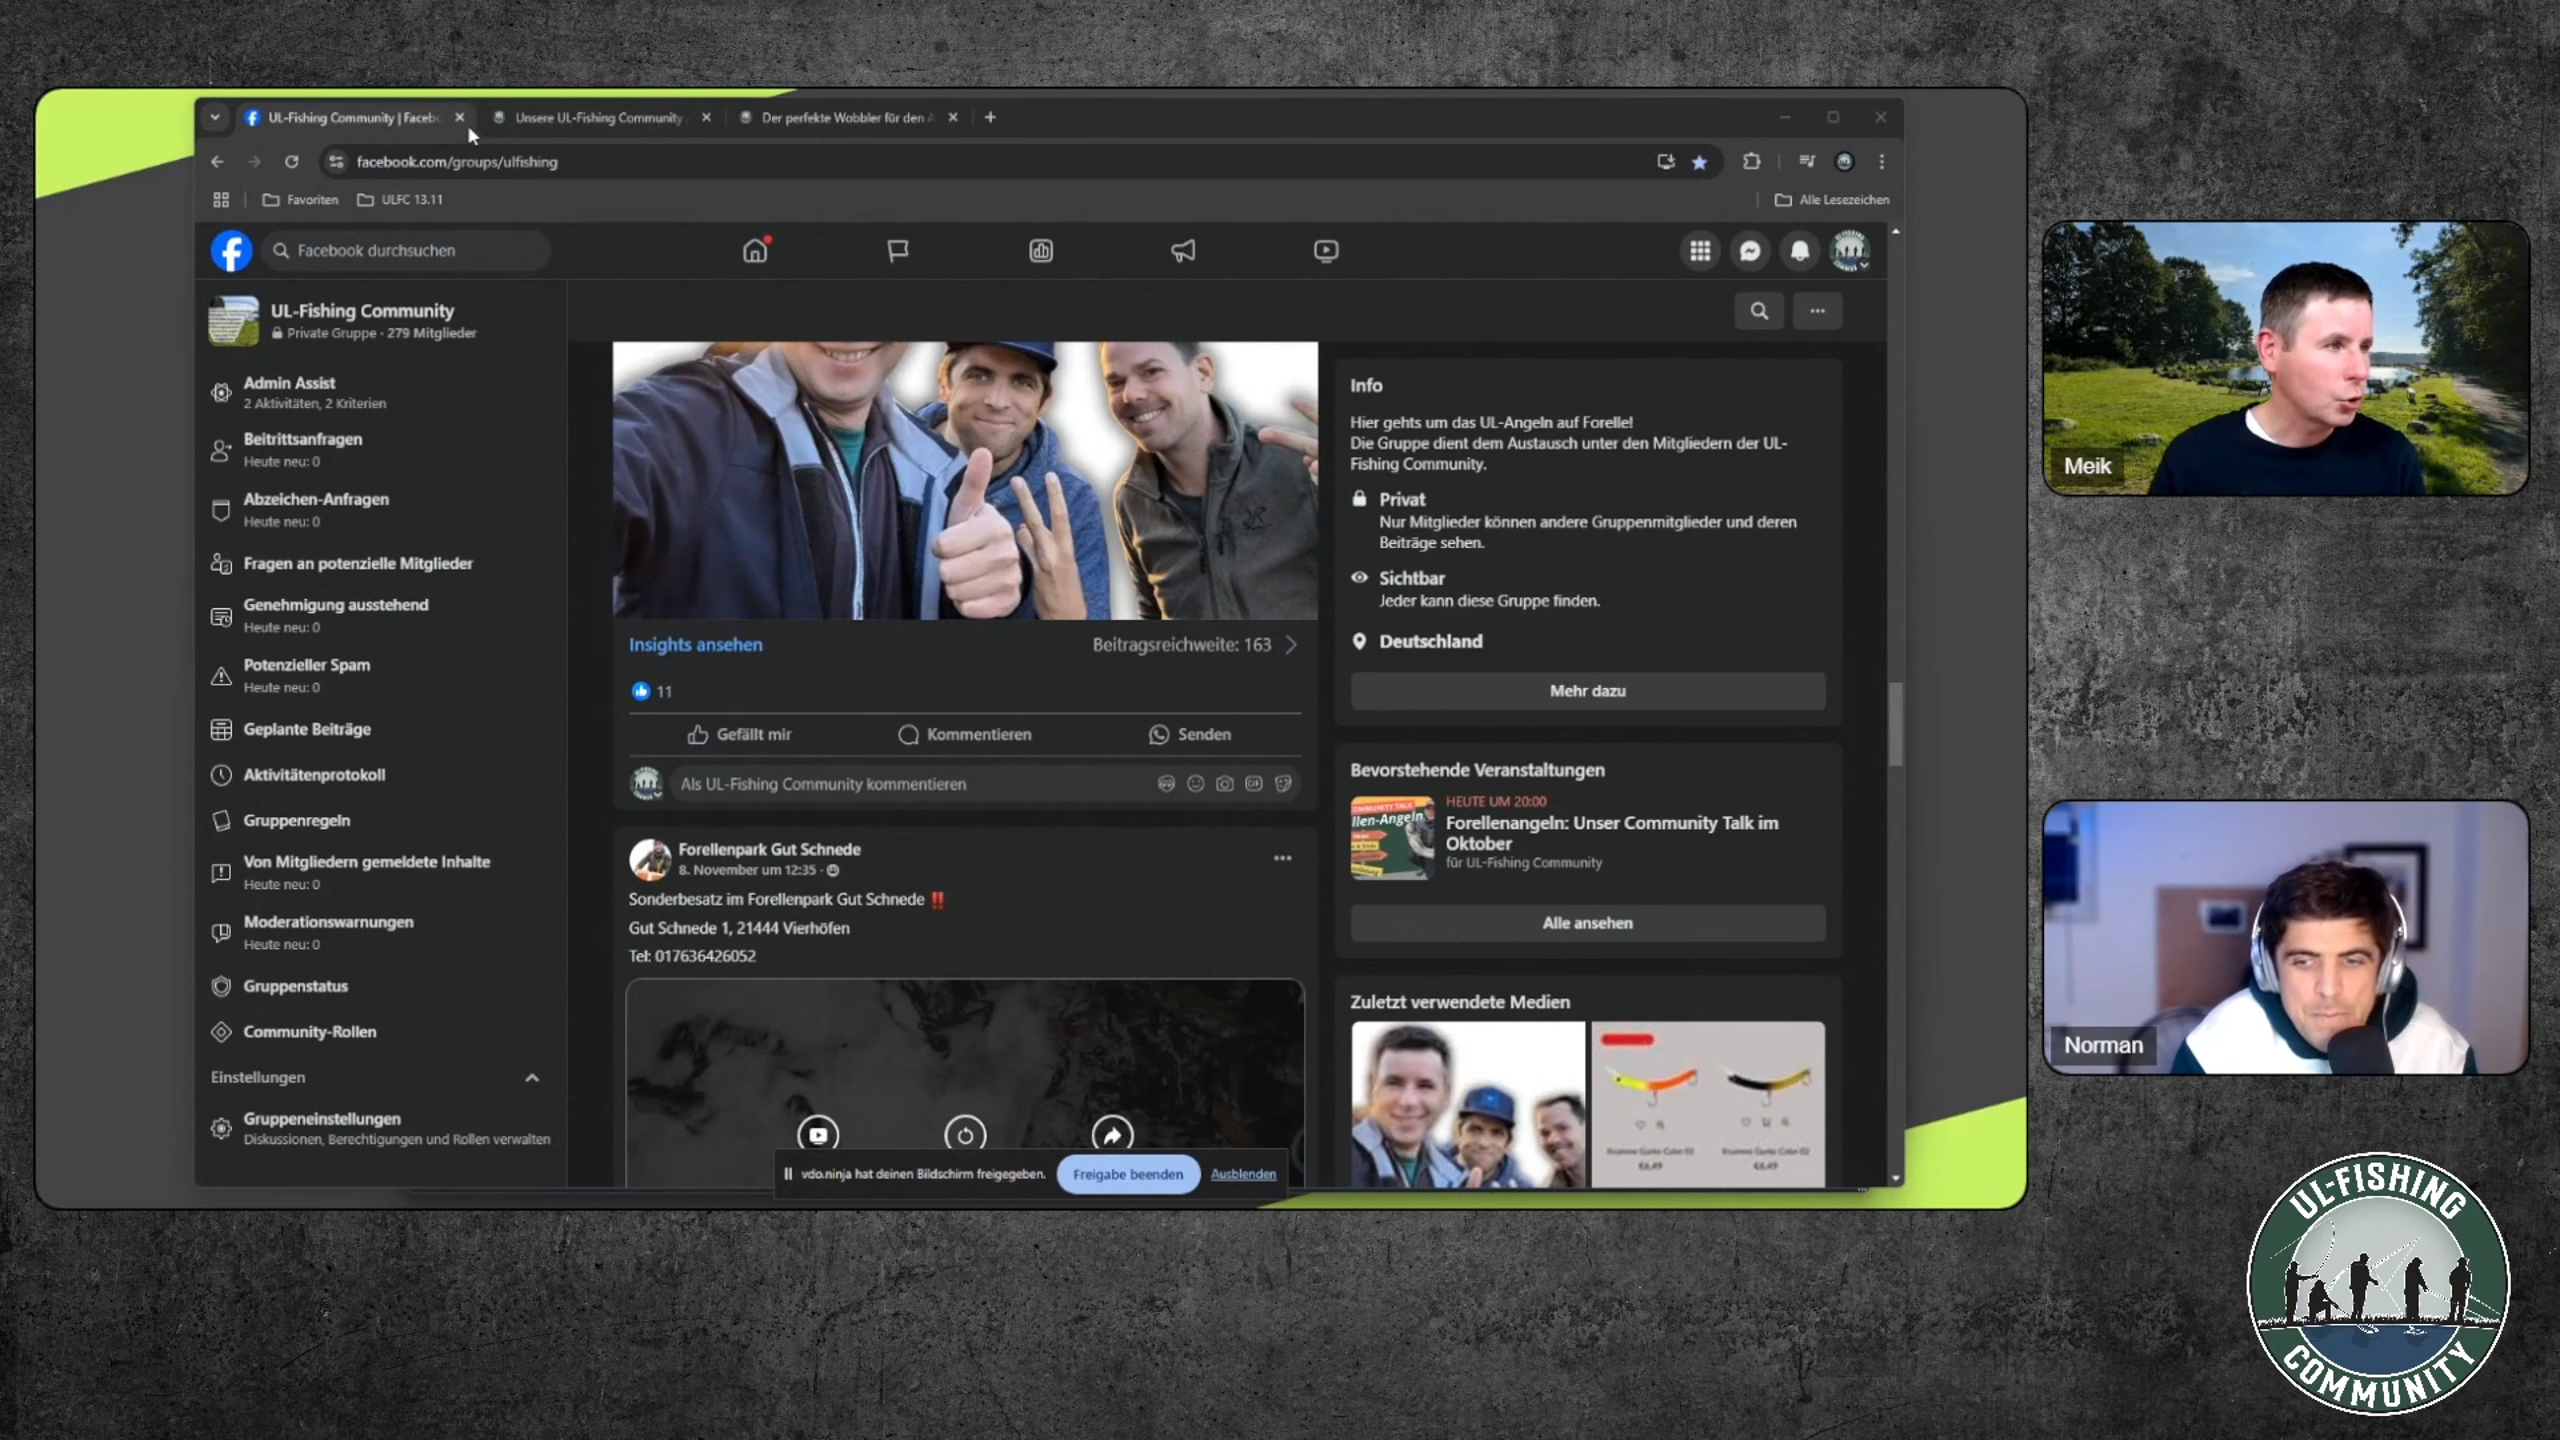 UL-Fishing Community | Faceb
Unsere UL-Fishing Community
Der perfekte Wobbler für den A
facebook.com/groups/ulfishing
Favoriten
ULFC 13.11
Alle Lesezeichen
Facebook durchsuchen
UL-Fishing Community
Private Gruppe · 279 Mitglieder
Admin Assist
2 Aktivitäten, 2 Kriterien
Beitrittsanfragen
Heute neu: 0
Abzeichen-Anfragen
Heute neu: 0
Fragen an potenzielle Mitglieder
Genehmigung ausstehend
Heute neu: 0
Potenzieller Spam
Heute neu: 0
Geplante Beiträge
Aktivitätenprotokoll
Gruppenregeln
Von Mitgliedern gemeldete Inhalte
Heute neu: 0
Moderationswarnungen
Heute neu: 0
Gruppenstatus
Community-Rollen
Einstellungen
Gruppeneinstellungen
Diskussionen, Berechtigungen und Rollen verwalten
Insights ansehen
Beitragsreichweite: 163
11
Gefällt mir
Kommentieren
Senden
Als UL-Fishing Community kommentieren
Forellenpark Gut Schnede
8. November um 12:35 ·
Sonderbesatz im Forellenpark Gut Schnede ‼️
Gut Schnede 1, 21444 Vierhöfen
Tel: 017636426052
vdo.ninja hat deinen Bildschirm freigegeben.
Freigabe beenden
Ausblenden
Info
Hier gehts um das UL-Angeln auf Forelle!
Die Gruppe dient dem Austausch unter den Mitgliedern der UL-
Fishing Community.
Privat
Nur Mitglieder können andere Gruppenmitglieder und deren
Beiträge sehen.
Sichtbar
Jeder kann diese Gruppe finden.
Deutschland
Mehr dazu
Bevorstehende Veranstaltungen
COMMUNITY TALK
llen-Angeln
HEUTE UM 20:00
Forellenangeln: Unser Community Talk im
Oktober
für UL-Fishing Community
Alle ansehen
Zuletzt verwendete Medien
€6,49
€6,49
Meik
Norman
UL-FISHING
COMMUNITY